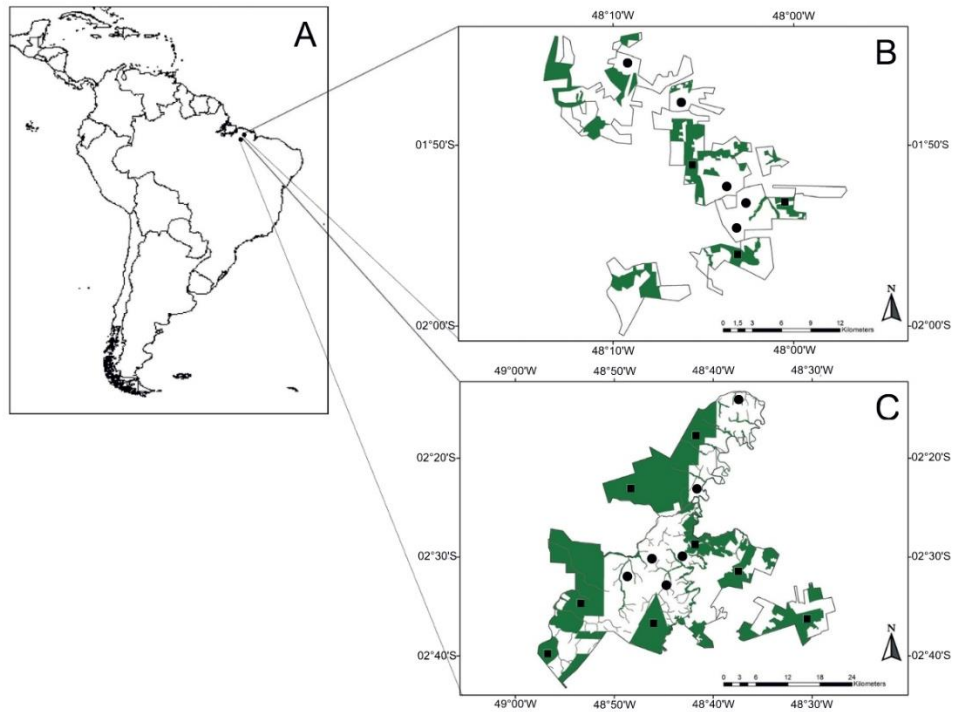 A
48°10'W 48°00'W
B
01°50'S 01°50'S
N
02°00'S 02°00'S
0 1,5 3 6 9 12
Kilometers
48°10'W 48°00'W
49°00'W 48°50'W 48°40'W 48°30'W
C
02°20'S 02°20'S
02°30'S 02°30'S
N
02°40'S 02°40'S
0 3 6 12 18 24
Kilometers
49°00'W 48°50'W 48°40'W 48°30'W